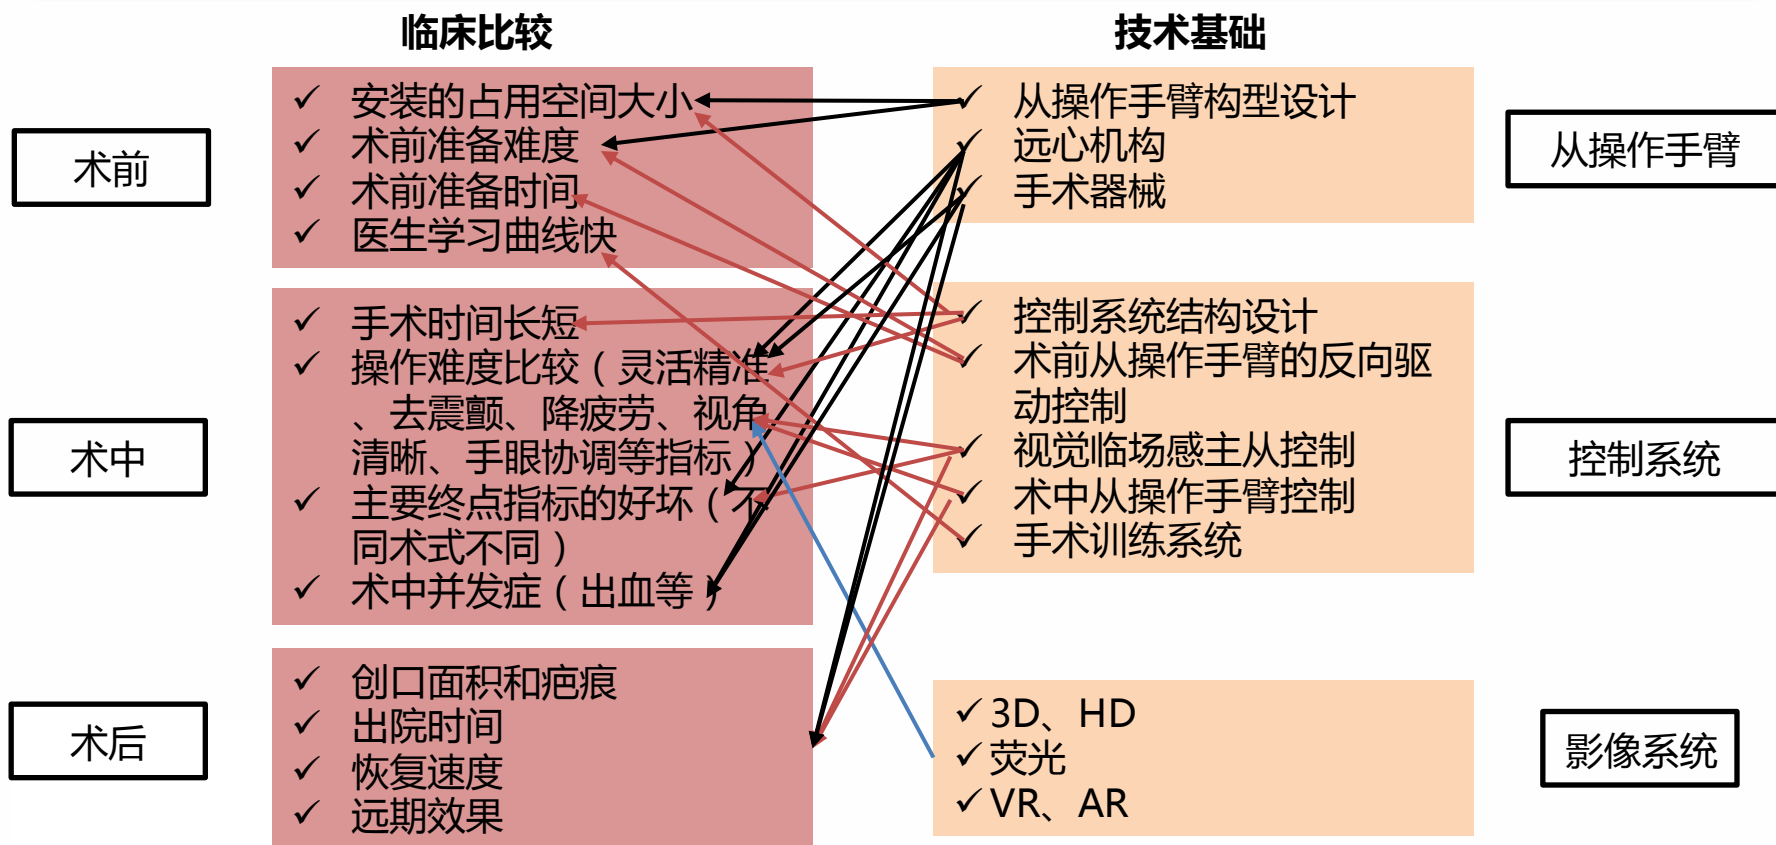 临床比较
技术基础
术前
✓ 安装的占用空间大小
✓ 术前准备难度
✓ 术前准备时间
✓ 医生学习曲线快
术中
✓ 手术时间长短
✓ 操作难度比较（灵活精准
、去震颤、降疲劳、视角
清晰、手眼协调等指标）
✓ 主要终点指标的好坏（不
同术式不同）
✓ 术中并发症（出血等）
术后
✓ 创口面积和疤痕
✓ 出院时间
✓ 恢复速度
✓ 远期效果
✓ 从操作手臂构型设计
✓ 远心机构
✓ 手术器械
从操作手臂
✓ 控制系统结构设计
✓ 术前从操作手臂的反向驱
动控制
✓ 视觉临场感主从控制
✓ 术中从操作手臂控制
✓ 手术训练系统
控制系统
✓ 3D、HD
✓ 荧光
✓ VR、AR
影像系统